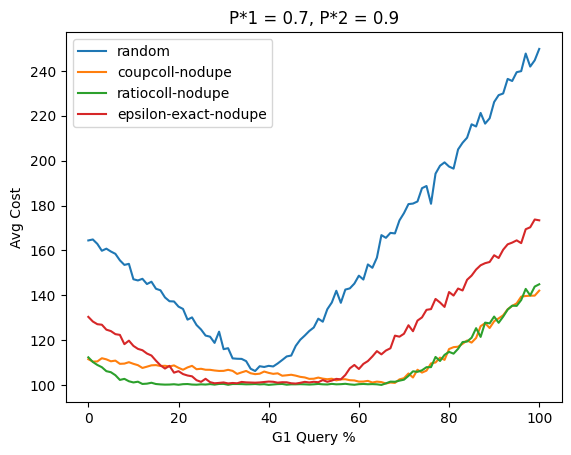 P*1 = 0.7, P*2 = 0.9
random
coupcoll-nodupe
ratiocoll-nodupe
epsilon-exact-nodupe
Avg Cost
240
220
200
180
160
140
120
100
0 20 40 60 80 100
G1 Query %